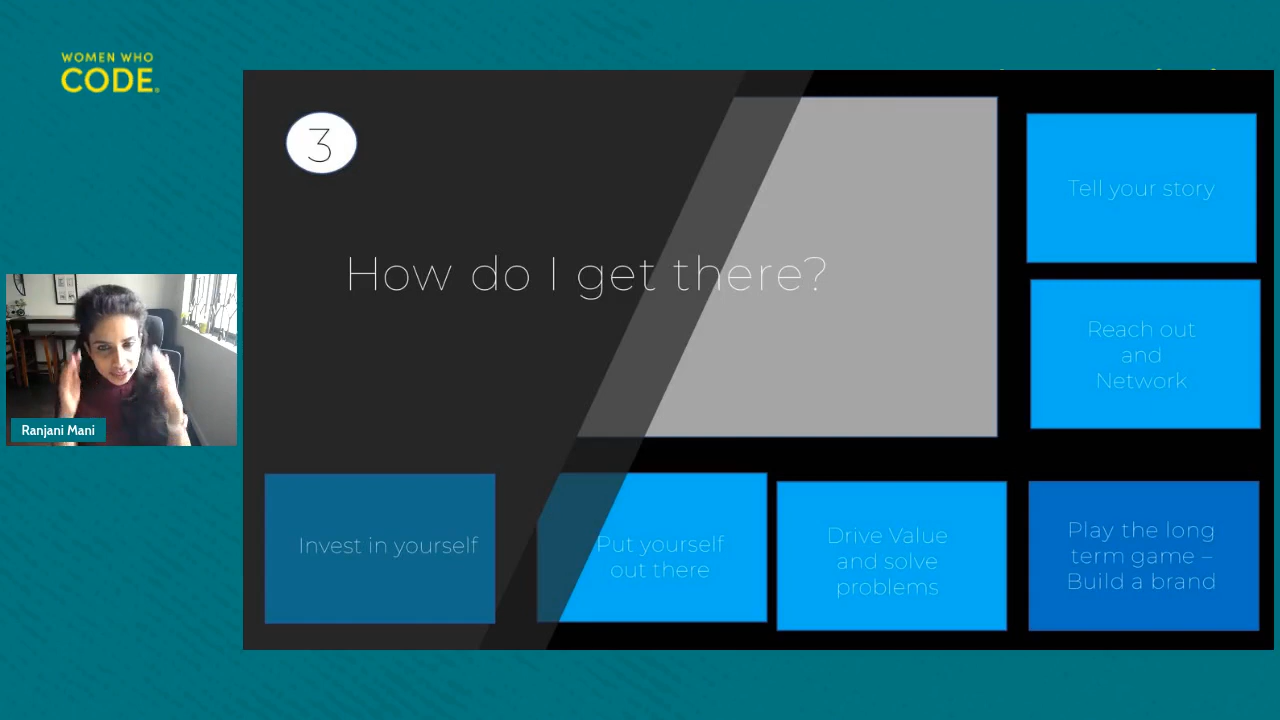 WOMEN WHO
CODE
3
How do I get there?
Tell your story
Reach out
and
Network
Invest in yourself
Put yourself
out there
Drive Value
and solve
problems
Play the long
term game –
Build a brand
Ranjani Mani